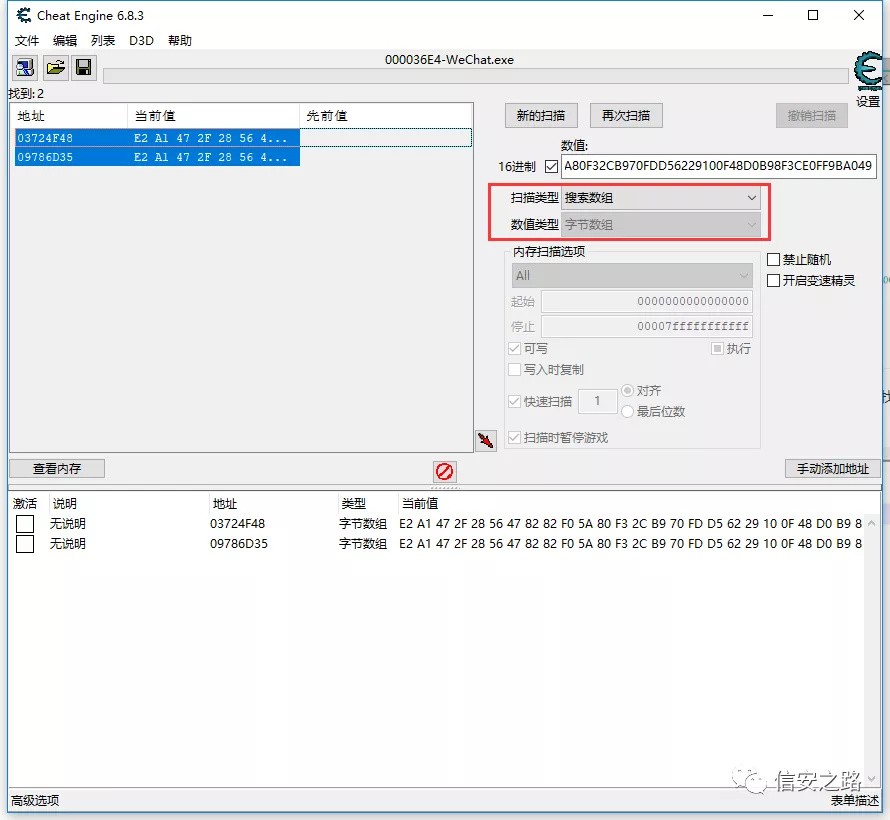 Cheat Engine 6.8.3
文件 编辑 列表 D3D 帮助
000036E4-WeChat.exe
设置
找到: 2
地址 当前值 先前值
03724F48 E2 A1 47 2F 28 56 4...
09786D35 E2 A1 47 2F 28 56 4...
新的扫描 再次扫描 撤销扫描
数值:
16进制 A80F32CB970FDD56229100F48D0B98F3CE0FF9BA049
扫描类型 搜索数组
数值类型 字节数组
内存扫描选项
All
起始 0000000000000000
停止 00007fffffffffff
可写 执行
写入时复制
快速扫描 1 对齐
最后位数
扫描时暂停游戏
禁止随机
开启变速精灵
查看内存 手动添加地址
激活 说明 地址 类型 当前值
无说明 03724F48 字节数组 E2 A1 47 2F 28 56 47 82 82 F0 5A 80 F3 2C B9 70 FD D5 62 29 10 0F 48 D0 B9 8
无说明 09786D35 字节数组 E2 A1 47 2F 28 56 47 82 82 F0 5A 80 F3 2C B9 70 FD D5 62 29 10 0F 48 D0 B9 8
信安之路
高级选项 表单描述